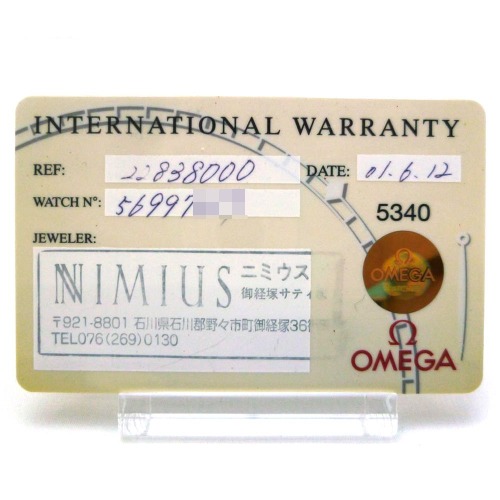 INTERNATIONAL WARRANTY
REF: 22838000 DATE: 01.6.12
WATCH Nº: 56997
5340
JEWELER:
NIMIUS ニミウス
御経塚サティ
〒921-8801 石川県石川郡野々市町御経塚36
TEL076(269)0130
OMEGA
Ω
OMEGA